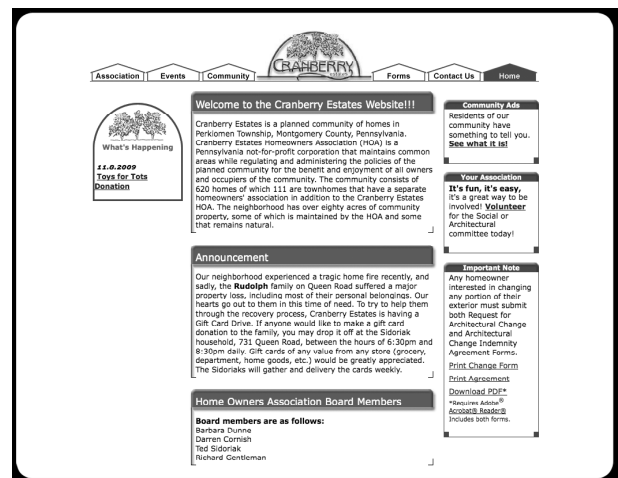 CRANBERRY
ESTATES
Association
Events
Community
Forms
Contact Us
Home
What's Happening
11.8.2009
Toys for Tots
Donation
Welcome to the Cranberry Estates Website!!!
Cranberry Estates is a planned community of homes in
Perkiomen Township, Montgomery County, Pennsylvania.
Cranberry Estates Homeowners Association (HOA) is a
Pennsylvania not-for-profit corporation that maintains common
areas while regulating and administering the policies of the
planned community for the benefit and enjoyment of all owners
and occupiers of the community. The community consists of
620 homes of which 111 are townhomes that have a separate
homeowners' association in addition to the Cranberry Estates
HOA. The neighborhood has over eighty acres of community
property, some of which is maintained by the HOA and some
that remains natural.
Announcement
Our neighborhood experienced a tragic home fire recently, and
sadly, the Rudolph family on Queen Road suffered a major
property loss, including most of their personal belongings. Our
hearts go out to them in this time of need. To try to help them
through the recovery process, Cranberry Estates is having a
Gift Card Drive. If anyone would like to make a gift card
donation to the family, you may drop it off at the Sidoriak
household, 731 Queen Road, between the hours of 6:30pm and
8:30pm daily. Gift cards of any value from any store (grocery,
department, home goods, etc.) would be greatly appreciated.
The Sidoriaks will gather and delivery the cards weekly.
Home Owners Association Board Members
Board members are as follows:
Barbara Dunne
Darren Cornish
Ted Sidoriak
Richard Gentleman
Community Ads
Residents of our
community have
something to tell you.
See what it is!
Your Association
It's fun, it's easy,
it's a great way to be
involved! Volunteer
for the Social or
Architectural
committee today!
Important Note
Any homeowner
interested in changing
any portion of their
exterior must submit
both Request for
Architectural Change
and Architectural
Change Indemnity
Agreement Forms.
Print Change Form
Print Agreement
Download PDF*
*Requires Adobe®
Acrobat® Reader®
Includes both forms.